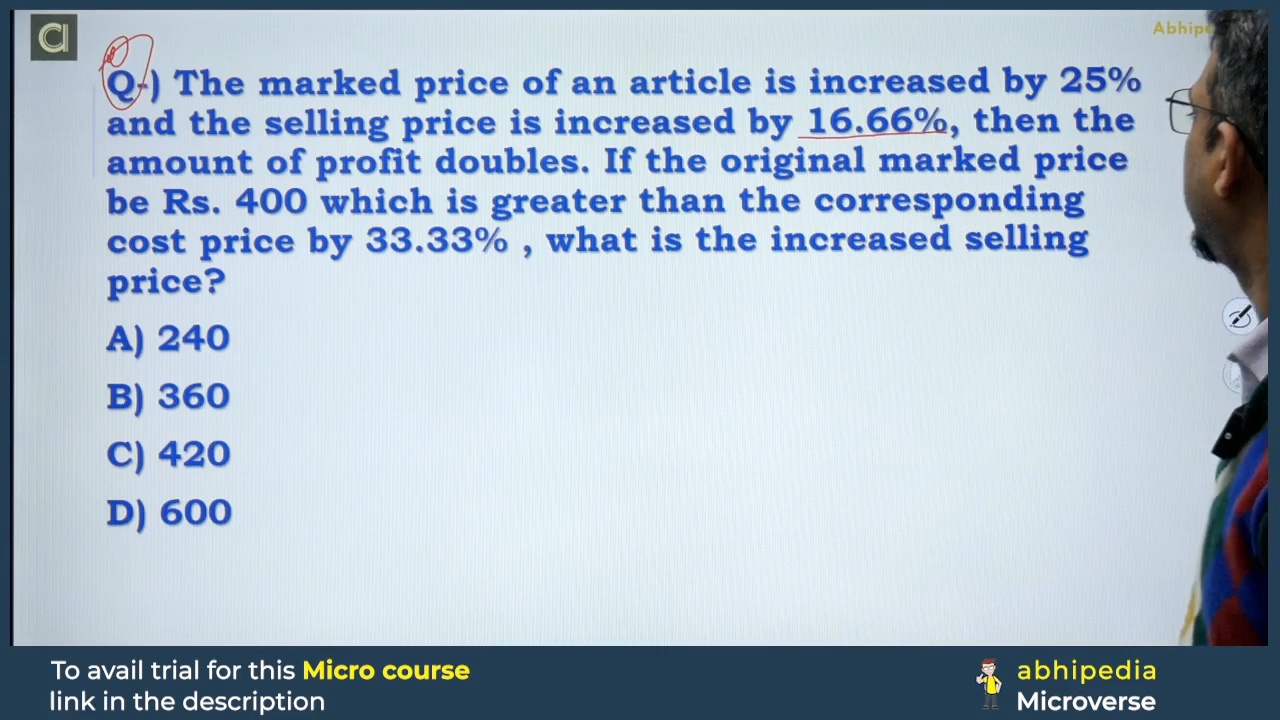 Abhipe
Q-) The marked price of an article is increased by 25%
and the selling price is increased by 16.66%, then the
amount of profit doubles. If the original marked price
be Rs. 400 which is greater than the corresponding
cost price by 33.33% , what is the increased selling
price?
A) 240
B) 360
C) 420
D) 600
To avail trial for this Micro course
link in the description
abhipedia
Microverse